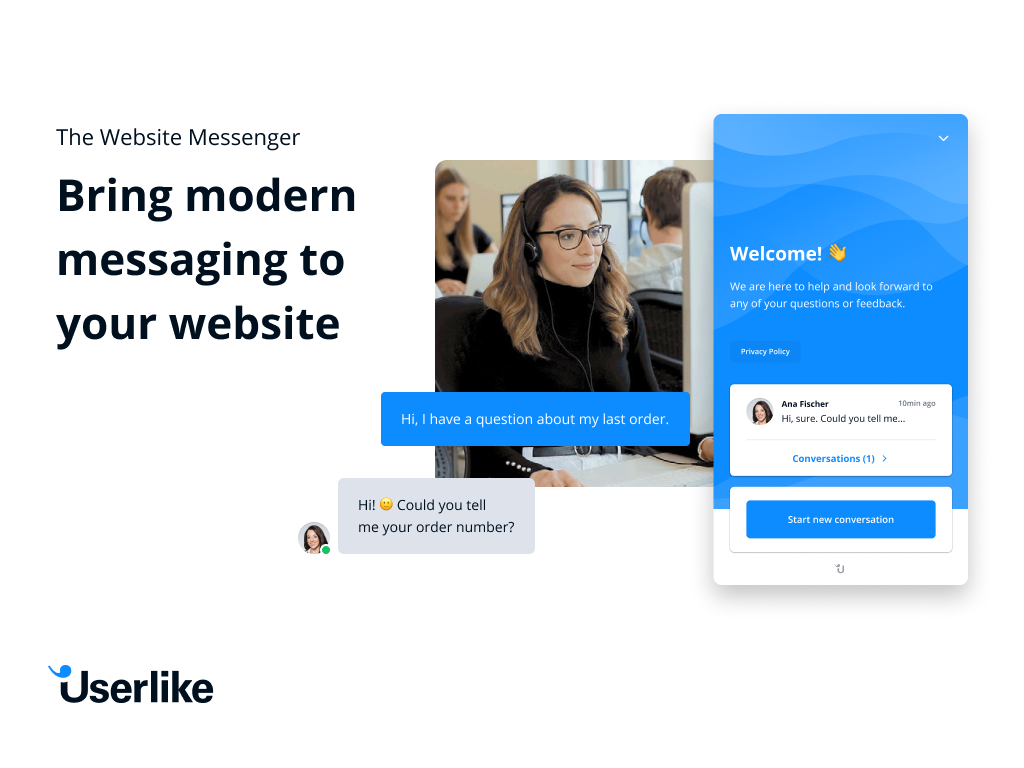 The Website Messenger
Bring modern
messaging to
your website
Hi, I have a question about my last order.
Hi! 😀 Could you tell
me your order number?
Welcome! 👋
We are here to help and look forward to
any of your questions or feedback.
Privacy Policy
Ana Fischer
10min ago
Hi, sure. Could you tell me...
Conversations (1)
Start new conversation
Userlike